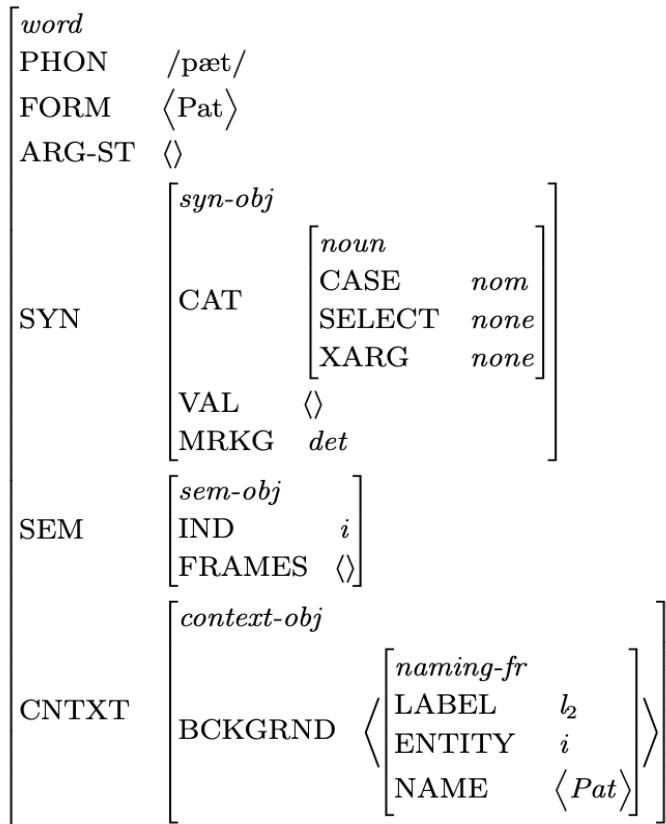 word
PHON /pæt/
FORM ⟨Pat⟩
ARG-ST ⟨⟩
syn-obj
noun
CASE nom
CAT SELECT none
SYN XARG none
VAL ⟨⟩
MRKG det
sem-obj
SEM IND i
FRAMES ⟨⟩
context-obj
naming-fr
CNTXT BCKGRND LABEL l₂
ENTITY i
NAME ⟨Pat⟩